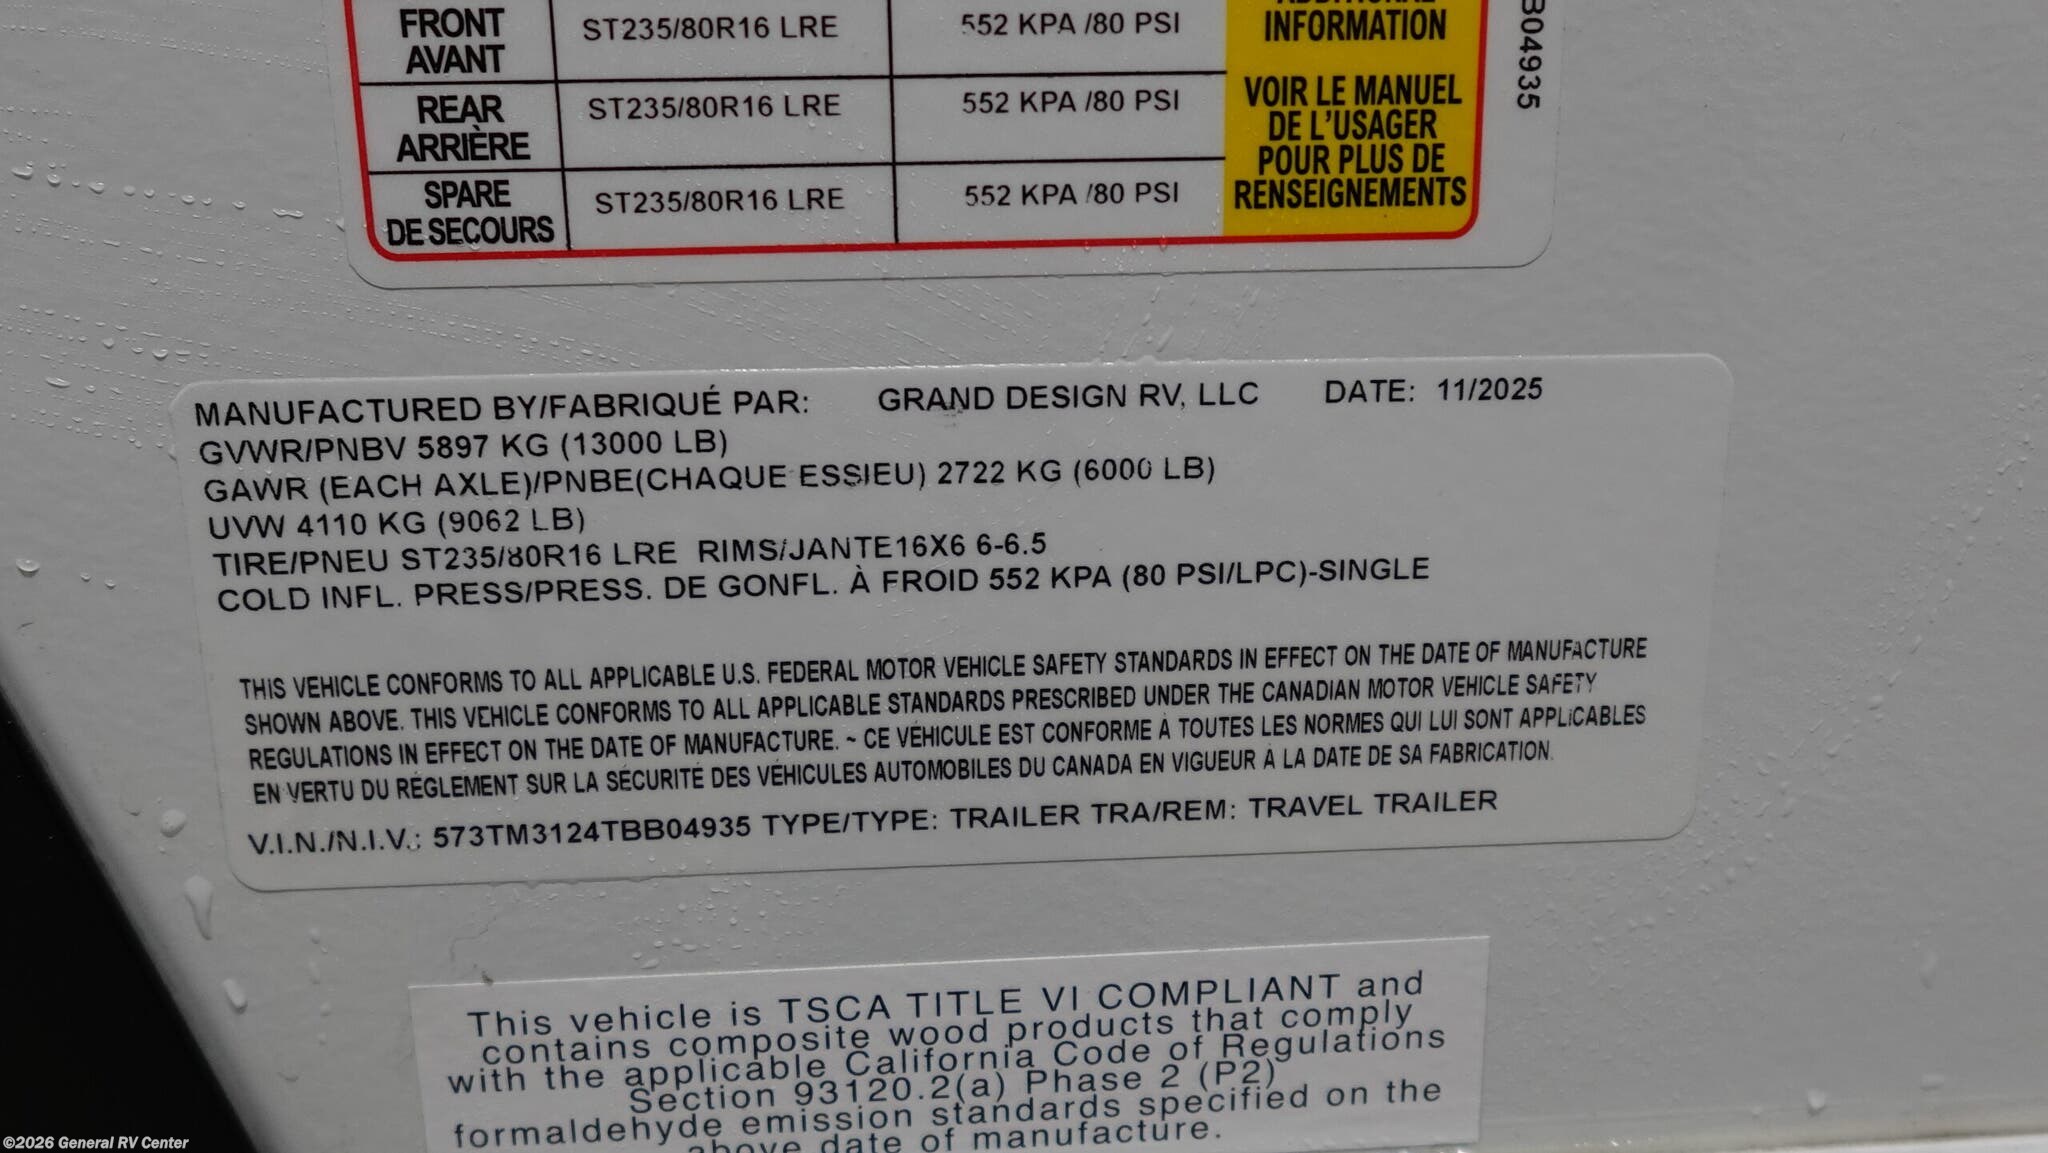 INFORMATION
FRONT
AVANT
ST235/80R16 LRE
552 KPA /80 PSI
REAR
ARRIÈRE
ST235/80R16 LRE
552 KPA /80 PSI
SPARE
DE SECOURS
ST235/80R16 LRE
552 KPA /80 PSI
VOIR LE MANUEL
DE L'USAGER
POUR PLUS DE
RENSEIGNEMENTS
B04935
MANUFACTURED BY/FABRIQUÉ PAR: GRAND DESIGN RV, LLC DATE: 11/2025
GVWR/PNBV 5897 KG (13000 LB)
GAWR (EACH AXLE)/PNBE(CHAQUE ESSIEU) 2722 KG (6000 LB)
UVW 4110 KG (9062 LB)
TIRE/PNEU ST235/80R16 LRE RIMS/JANTE16X6 6-6.5
COLD INFL. PRESS/PRESS. DE GONFL. À FROID 552 KPA (80 PSI/LPC)-SINGLE
THIS VEHICLE CONFORMS TO ALL APPLICABLE U.S. FEDERAL MOTOR VEHICLE SAFETY STANDARDS IN EFFECT ON THE DATE OF MANUFACTURE
SHOWN ABOVE. THIS VEHICLE CONFORMS TO ALL APPLICABLE STANDARDS PRESCRIBED UNDER THE CANADIAN MOTOR VEHICLE SAFETY
REGULATIONS IN EFFECT ON THE DATE OF MANUFACTURE. ~ CE VÉHICULE EST CONFORME À TOUTES LES NORMES QUI LUI SONT APPLICABLES
EN VERTU DU RÈGLEMENT SUR LA SÉCURITÉ DES VÉHICULES AUTOMOBILES DU CANADA EN VIGUEUR À LA DATE DE SA FABRICATION.
V.I.N./N.I.V.: 573TM3124TBB04935 TYPE/TYPE: TRAILER TRA/REM: TRAVEL TRAILER
This vehicle is TSCA TITLE VI COMPLIANT and
contains composite wood products that comply
with the applicable California Code of Regulations
Section 93120.2(a) Phase 2 (P2)
formaldehyde emission standards specified on the
above date of manufacture.
©2026 General RV Center